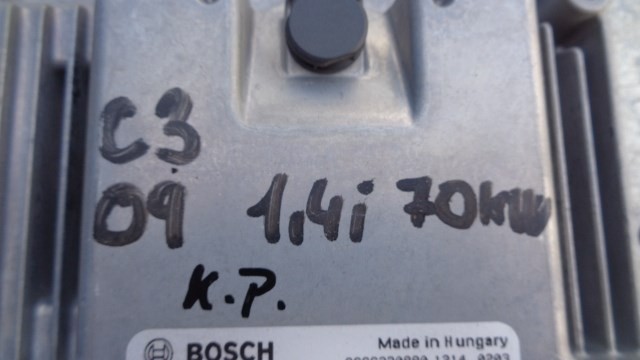 C3
09 1,4i 70kW
K.P.
BOSCH Made in Hungary